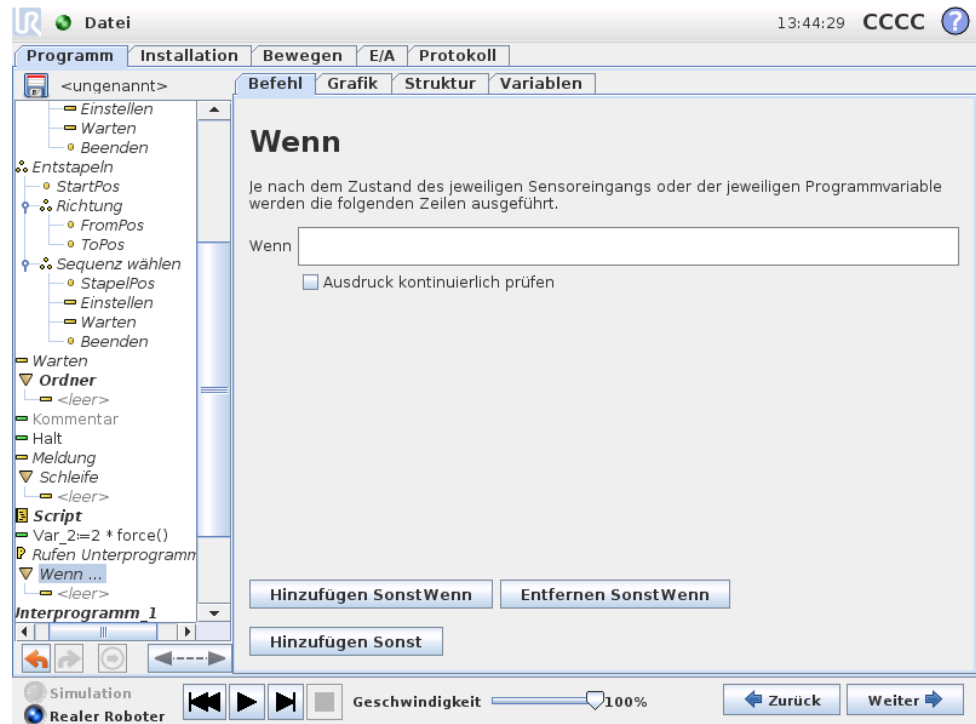 UR Datei 13:44:29 CCCC ?
Programm Installation Bewegen E/A Protokoll
<ungenannt>
Befehl Grafik Struktur Variablen
Einstellen
Warten
Beenden
Entstapeln
StartPos
Richtung
FromPos
ToPos
Sequenz wählen
StapelPos
Einstellen
Warten
Beenden
Warten
Ordner
<leer>
Kommentar
Halt
Meldung
Schleife
<leer>
Script
Var_2:=2 * force()
Rufen Unterprogramm
Wenn ...
<leer>
Interprogramm_1
Wenn
Je nach dem Zustand des jeweiligen Sensoreingangs oder der jeweiligen Programmvariable
werden die folgenden Zeilen ausgeführt.
Wenn
Ausdruck kontinuierlich prüfen
Hinzufügen SonstWenn Entfernen SonstWenn
Hinzufügen Sonst
Simulation
Realer Roboter
Geschwindigkeit 100%
Zurück Weiter